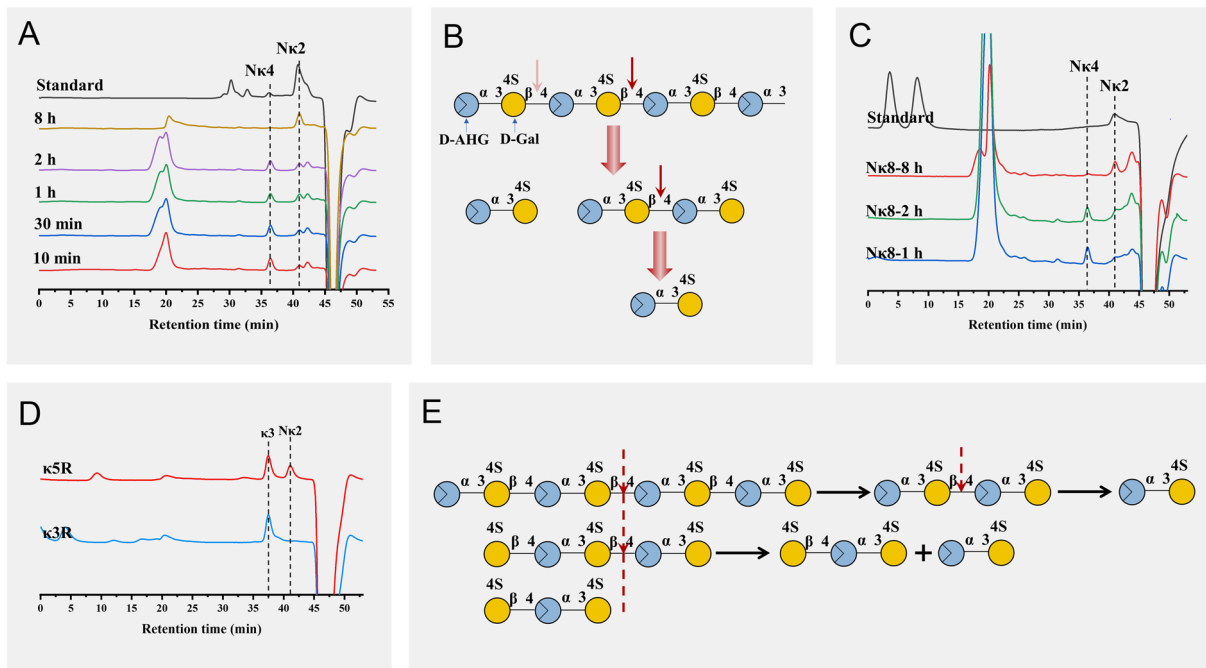 A
Nκ2
Nκ4
Standard
8 h
2 h
1 h
30 min
10 min
0 5 10 15 20 25 30 35 40 45 50 55
Retention time (min)
B
4S 4S 4S
α 3 β 4 α 3 β 4 α 3 β 4 α 3
D-AHG D-Gal
4S 4S 4S
α 3 α 3 β 4 α 3
4S
α 3
C
Nκ4
Nκ2
Standard
Nκ8-8 h
Nκ8-2 h
Nκ8-1 h
0 10 20 30 40 50
Retention time (min)
D
κ3 Nκ2
κ5R
κ3R
0 5 10 15 20 25 30 35 40 45 50
Retention time (min)
E
4S 4S 4S 4S 4S 4S 4S
α 3 β 4 α 3 β 4 α 3 β 4 α 3 α 3 β 4 α 3 α 3
4S 4S 4S 4S 4S 4S
β 4 α 3 β 4 α 3 β 4 α 3 + α 3
4S 4S
β 4 α 3